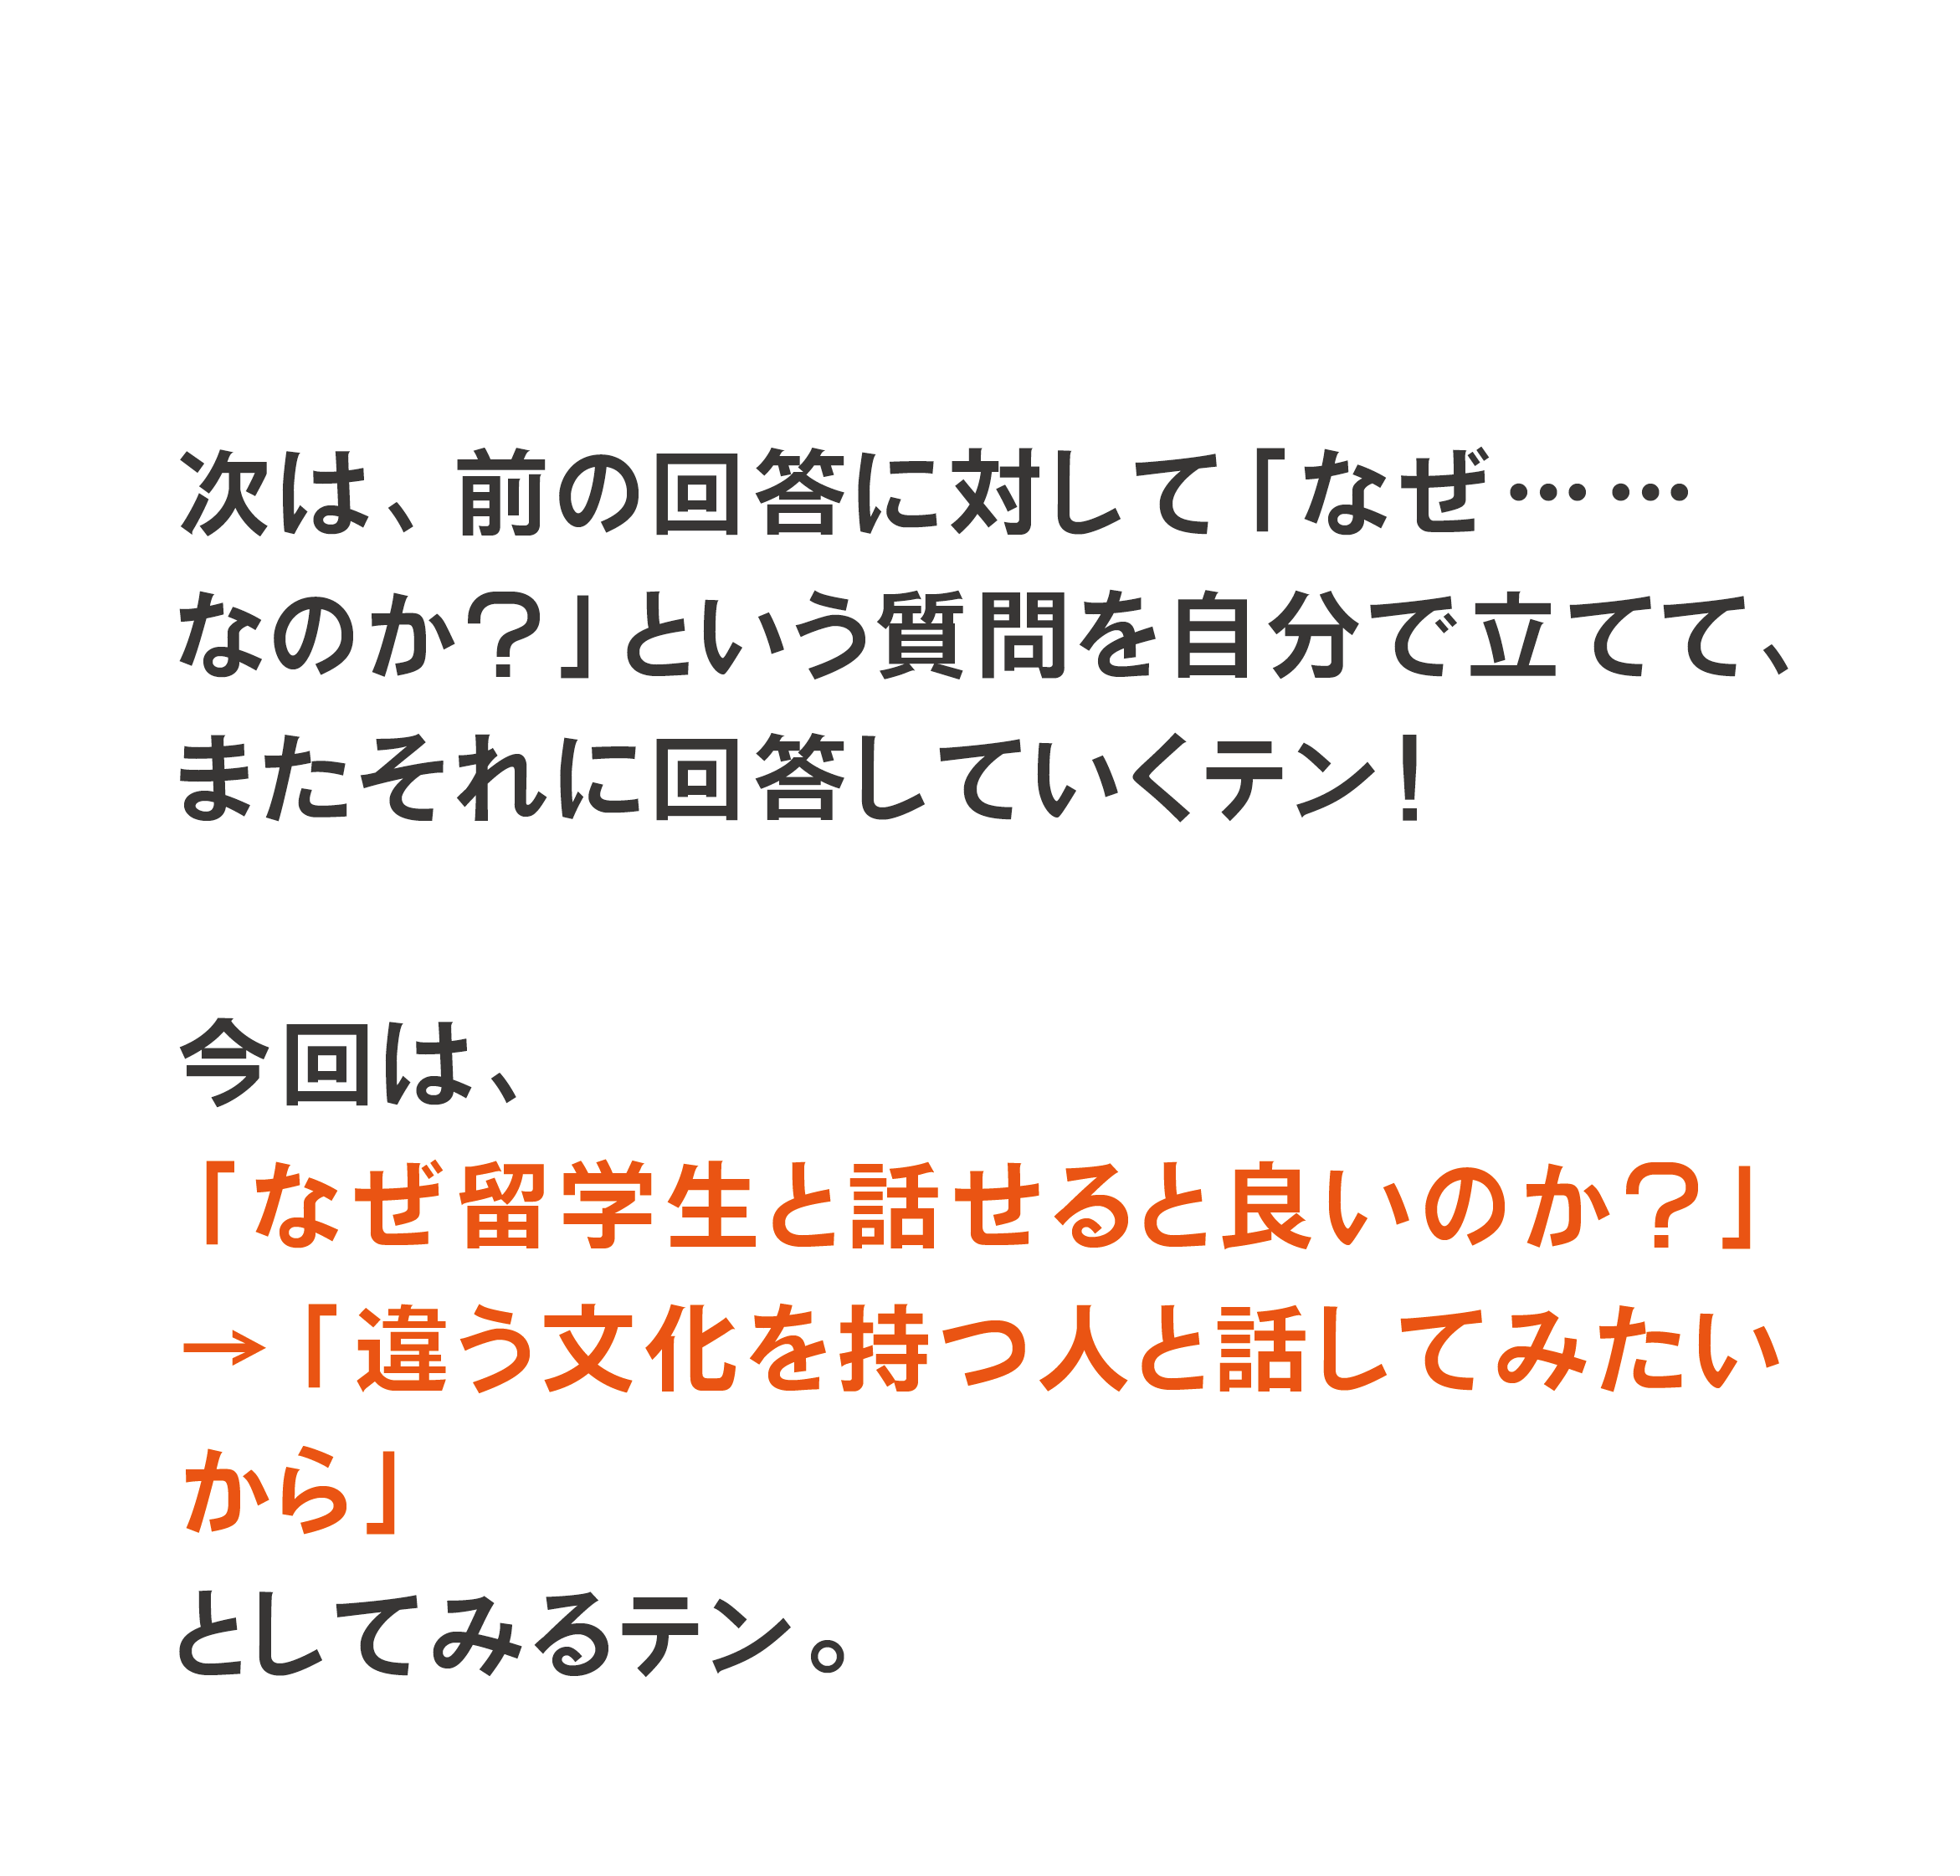 次は、前の回答に対して「なぜ… …
なのか？」という質問を自分で立てて、
またそれに回答していくテン！
今回は、
「なぜ留学生と話せると良いのか？」
→「違う文化を持つ人と話してみたい
から」
としてみるテン。